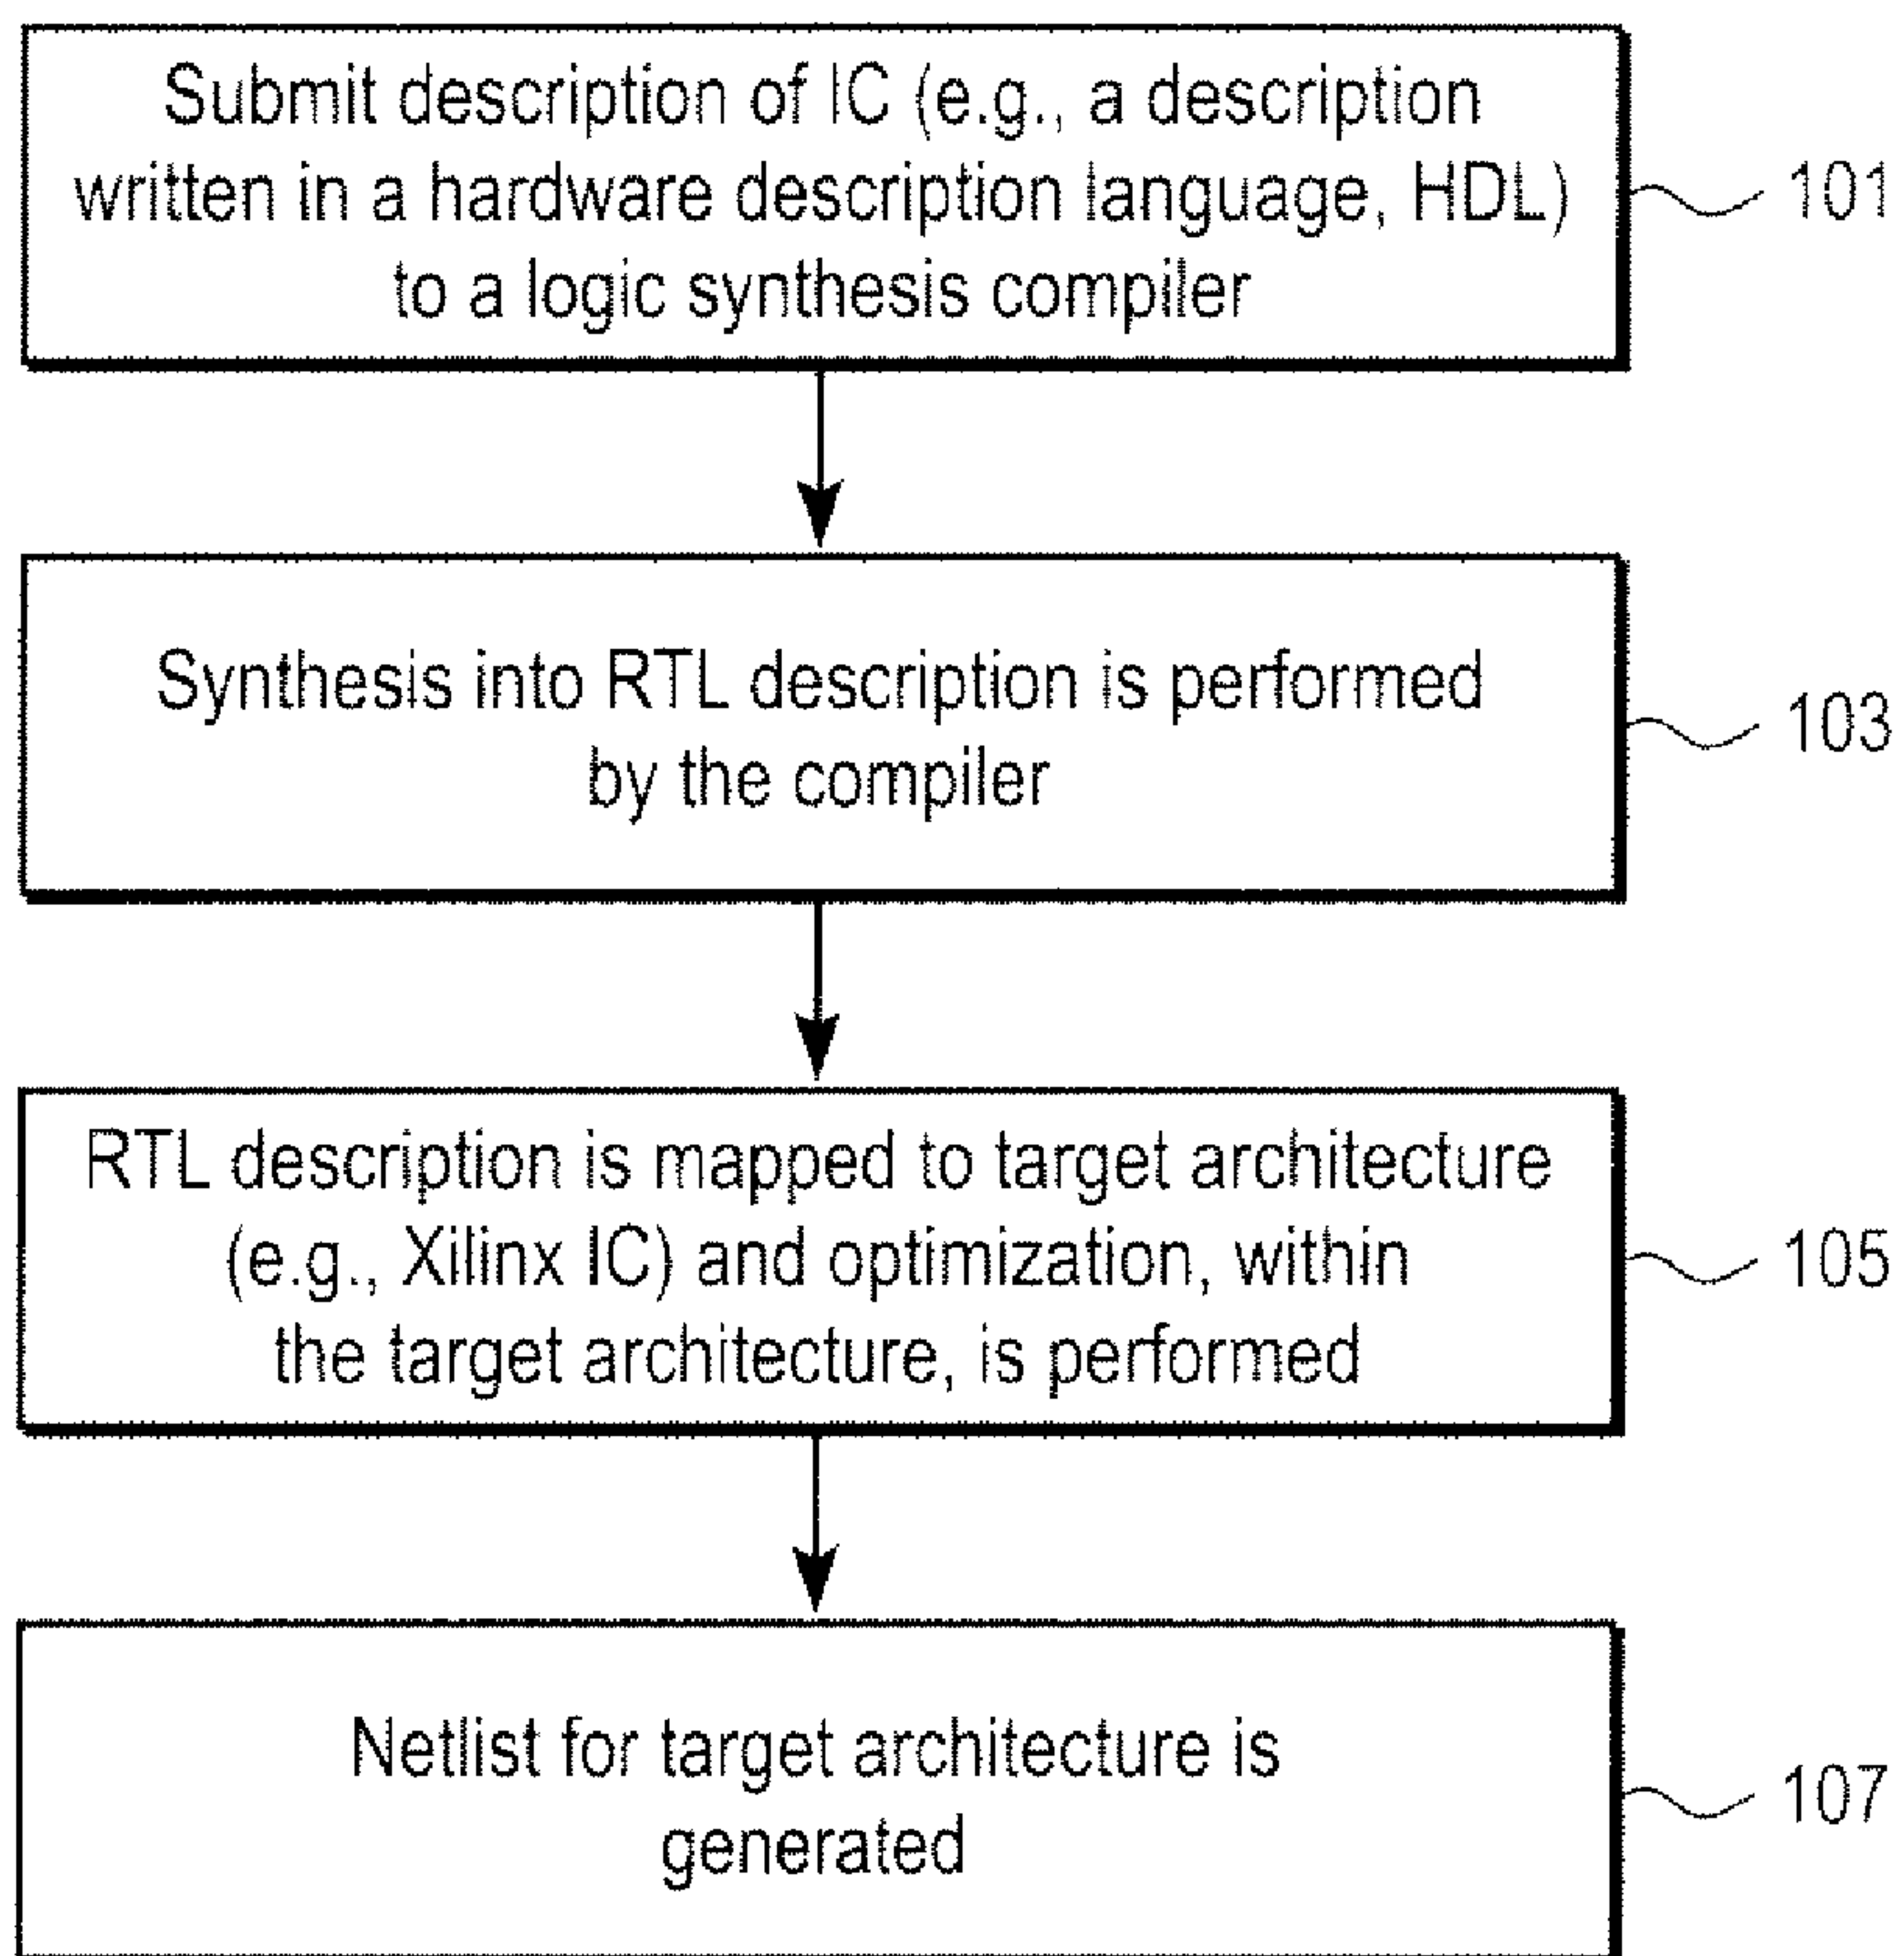 Submit description of IC (e.g., a description
written in a hardware description language, HDL)
to a logic synthesis compiler
101
Synthesis into RTL description is performed
by the compiler
103
RTL description is mapped to target architecture
(e.g., Xilinx IC) and optimization, within
the target architecture, is performed
105
Netlist for target architecture is
generated
107